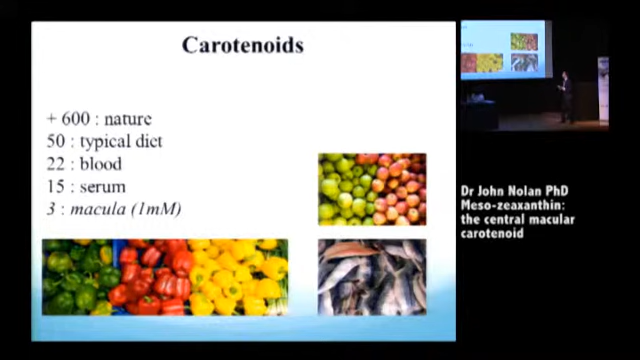 Carotenoids
+ 600 : nature
50 : typical diet
22 : blood
15 : serum
3 : macula (1mM)
Dr John Nolan PhD
Meso-zeaxanthin:
the central macular
carotenoid